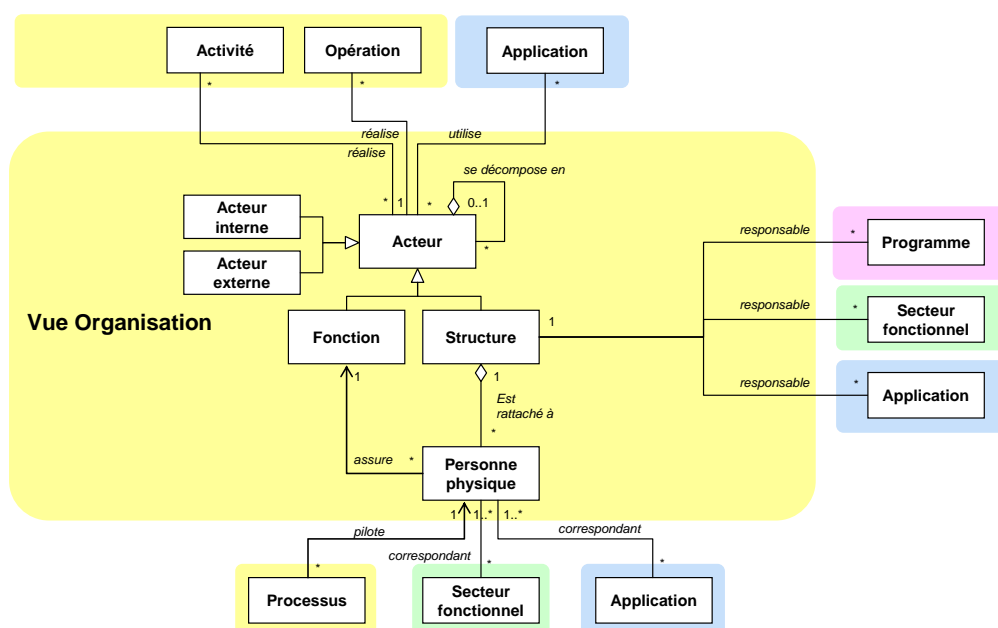 Activité
Opération
Application
*
*
*
réalise
utilise
réalise
se décompose en
*
1
*
0..1
Acteur
interne
Acteur
*
Acteur
externe
responsable
*
Programme
Vue Organisation
Fonction
Structure
1
responsable
*
Secteur
fonctionnel
1
1
responsable
*
Application
Est
rattaché à
*
assure
*
Personne
physique
1
1..*
1..*
pilote
correspondant
correspondant
*
*
*
Processus
Secteur
fonctionnel
Application